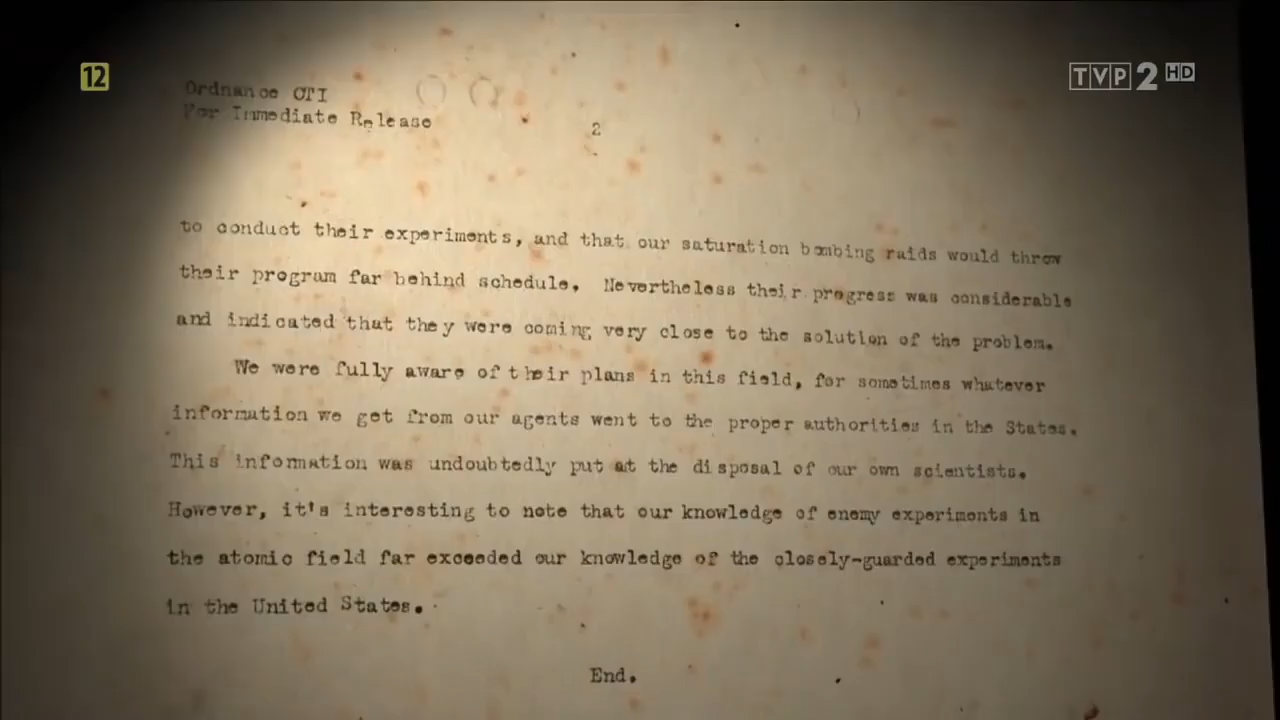 12
TVP 2 HD
Ordnance OTI
For Immediate Release
2
to conduct their experiments, and that our saturation bombing raids would throw
their program far behind schedule. Nevertheless their progress was considerable
and indicated that they were coming very close to the solution of the problem.
We were fully aware of their plans in this field, for sometimes whatever
information we got from our agents went to the proper authorities in the States.
This information was undoubtedly put at the disposal of our own scientists.
However, it's interesting to note that our knowledge of enemy experiments in
the atomic field far exceeded our knowledge of the closely-guarded experiments
in the United States.
End.